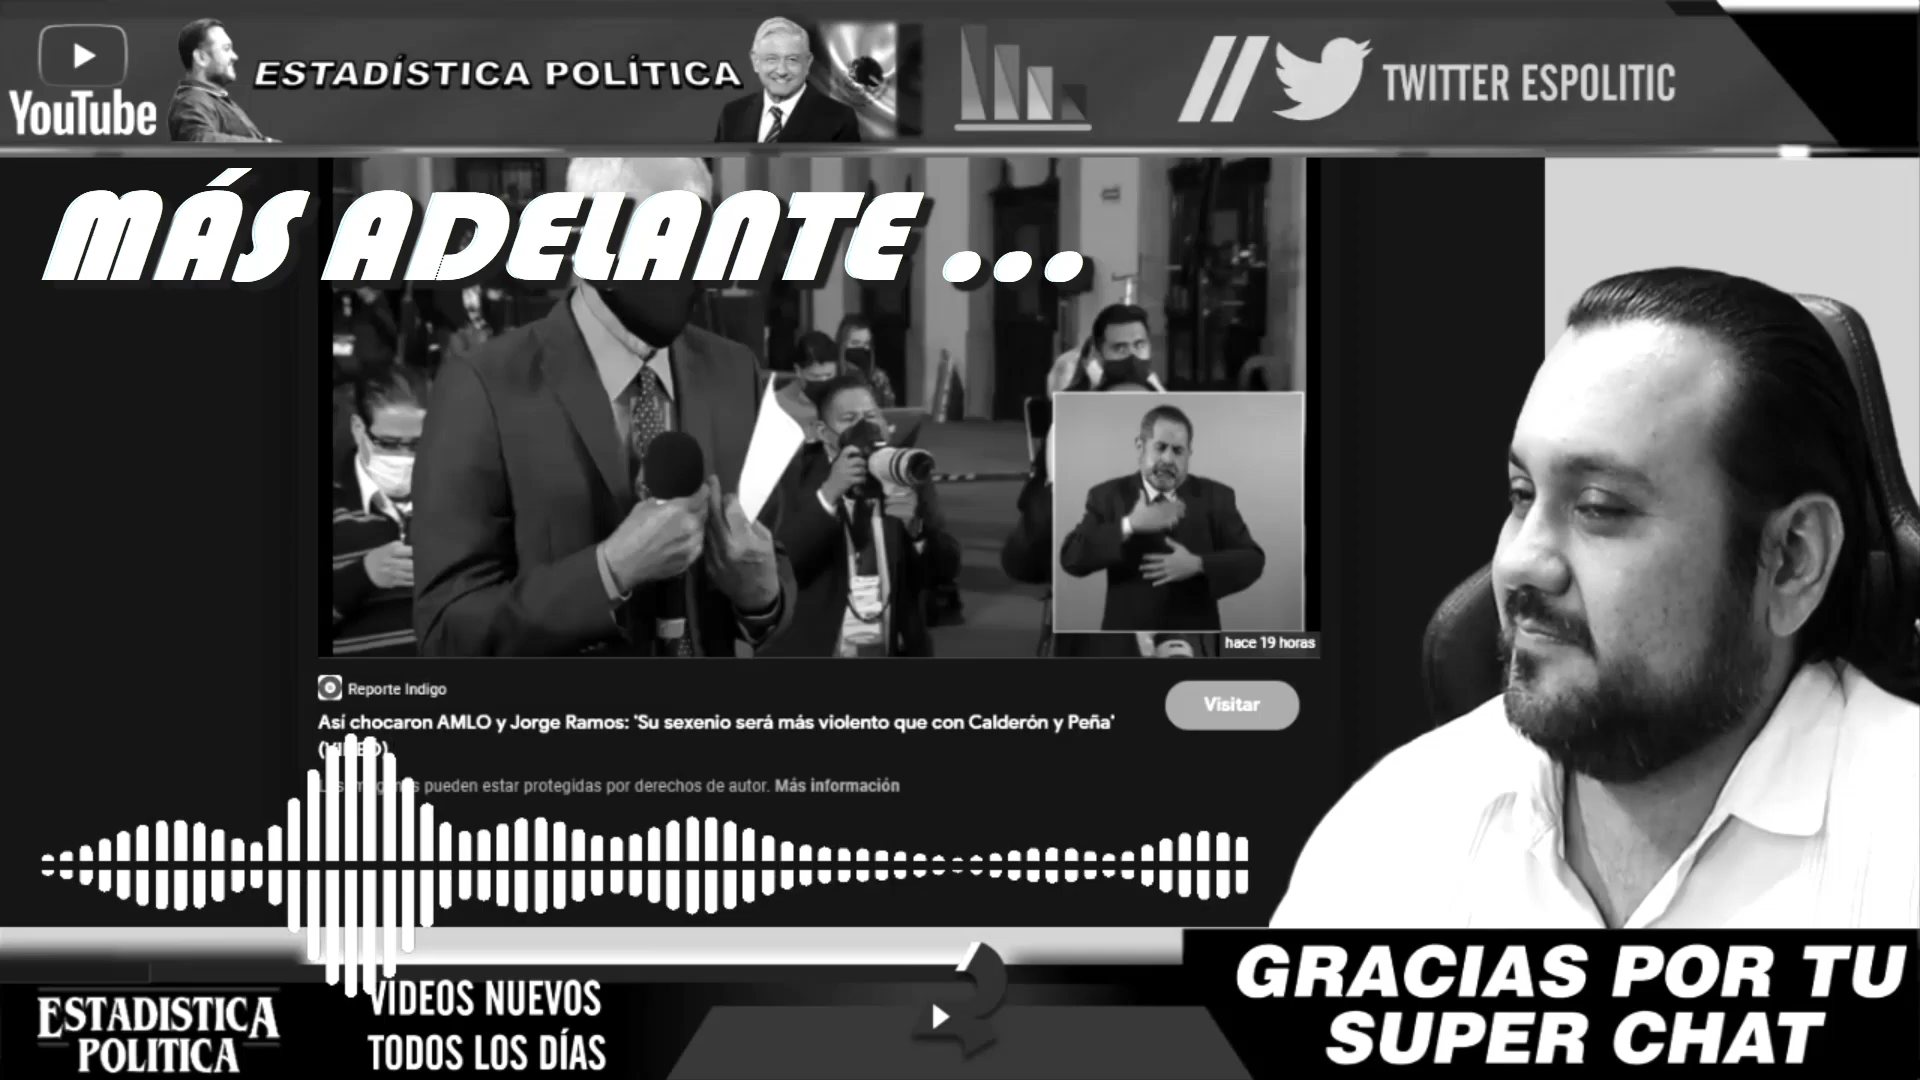 YouTube
ESTADÍSTICA POLÍTICA
TWITTER ESPOLITIC
MÁS ADELANTE ...
hace 19 horas
Reporte Indigo
Visitar
Así chocaron AMLO y Jorge Ramos: 'Su sexenio será más violento que con Calderón y Peña'
pueden estar protegidas por derechos de autor. Más información
ESTADISTICA
POLITICA
VIDEOS NUEVOS
TODOS LOS DÍAS
GRACIAS POR TU
SUPER CHAT